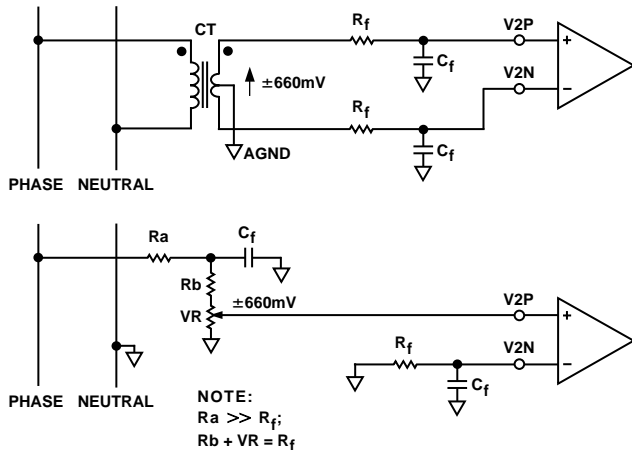 CT
Rf
V2P
+
Cf
±660mV
V2N
−
Rf
Cf
AGND
PHASE NEUTRAL
Ra
Cf
Rb
±660mV
VR
V2P
+
Rf
V2N
−
Cf
PHASE NEUTRAL
NOTE:
Ra >> Rf;
Rb + VR = Rf